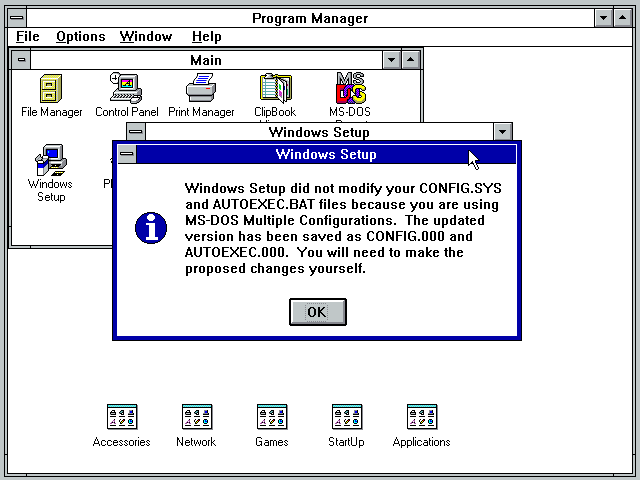 Program Manager
File Options Window Help
Main
File Manager Control Panel Print Manager ClipBook MS-DOS
Windows Setup
Windows Setup
Windows
Setup
Windows Setup did not modify your CONFIG.SYS
and AUTOEXEC.BAT files because you are using
MS-DOS Multiple Configurations. The updated
version has been saved as CONFIG.000 and
AUTOEXEC.000. You will need to make the
proposed changes yourself.
OK
Accessories Network Games StartUp Applications